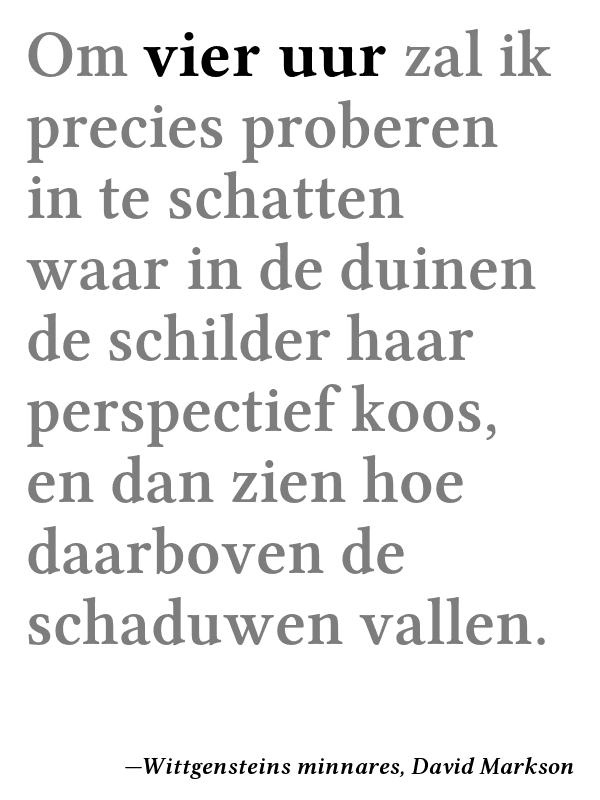 Om vier uur zal ik
precies proberen
in te schatten
waar in de duinen
de schilder haar
perspectief koos,
en dan zien hoe
daarboven de
schaduwen vallen.
—Wittgensteins minnares, David Markson